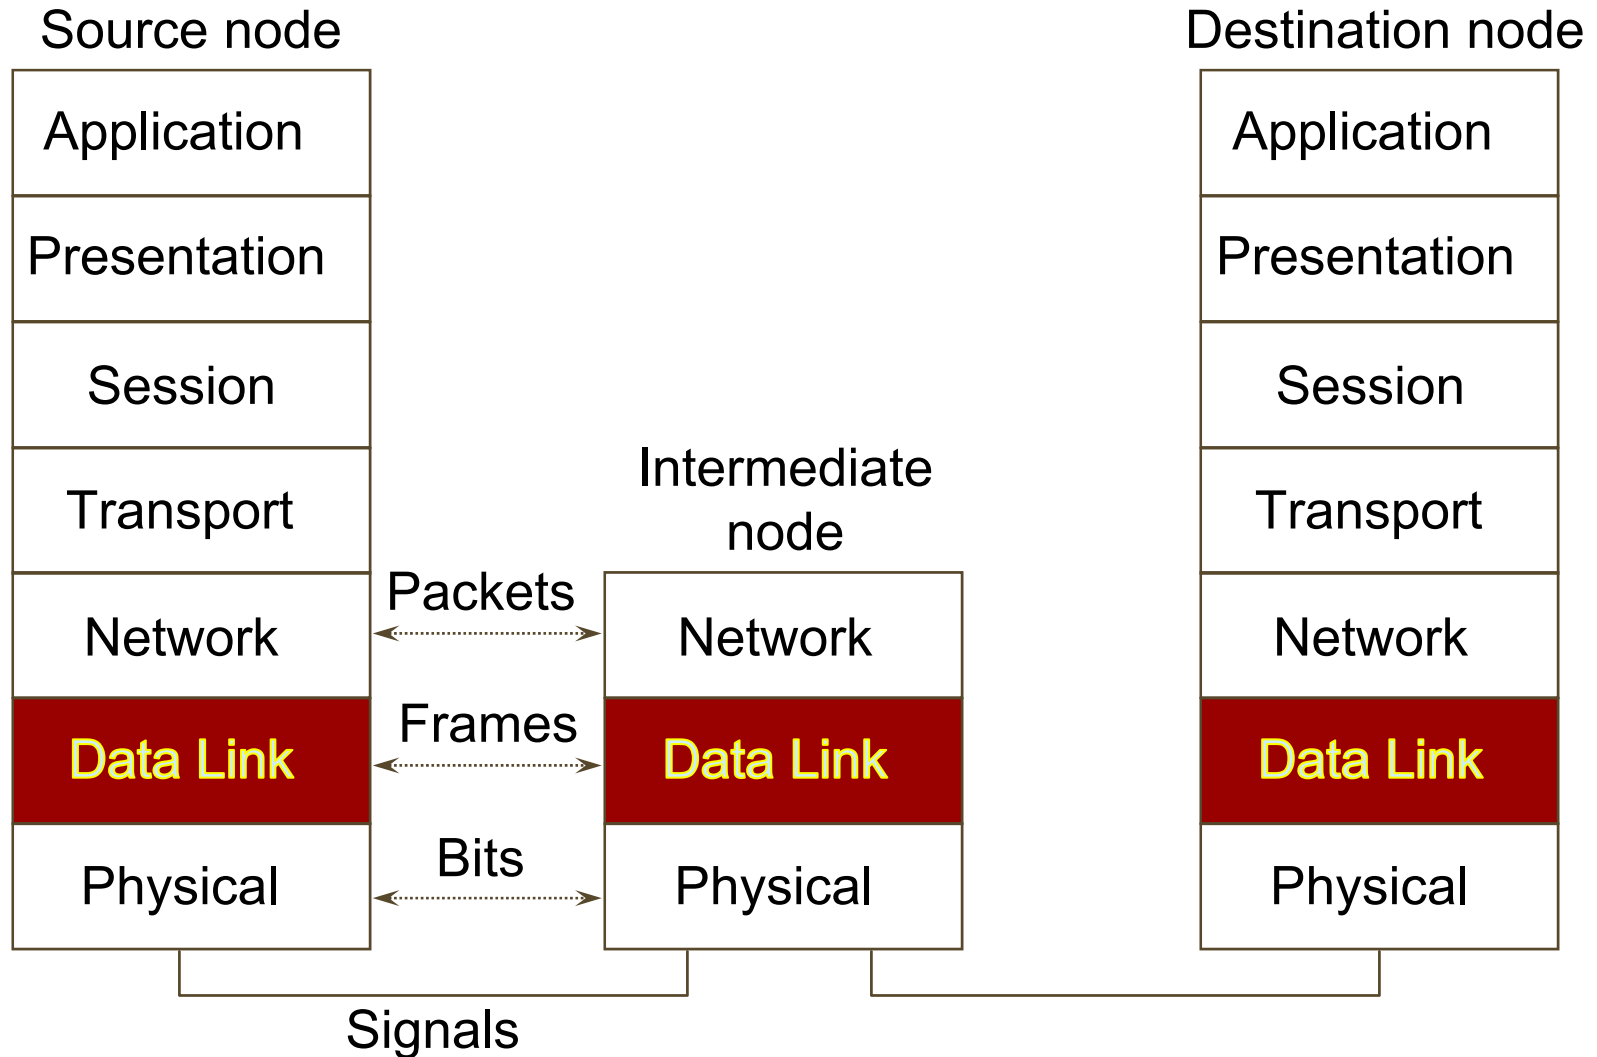 Source node
Application
Presentation
Session
Transport
Network
Data Link
Physical
Packets
Frames
Bits
Signals
Intermediate
node
Network
Data Link
Physical
Destination node
Application
Presentation
Session
Transport
Network
Data Link
Physical